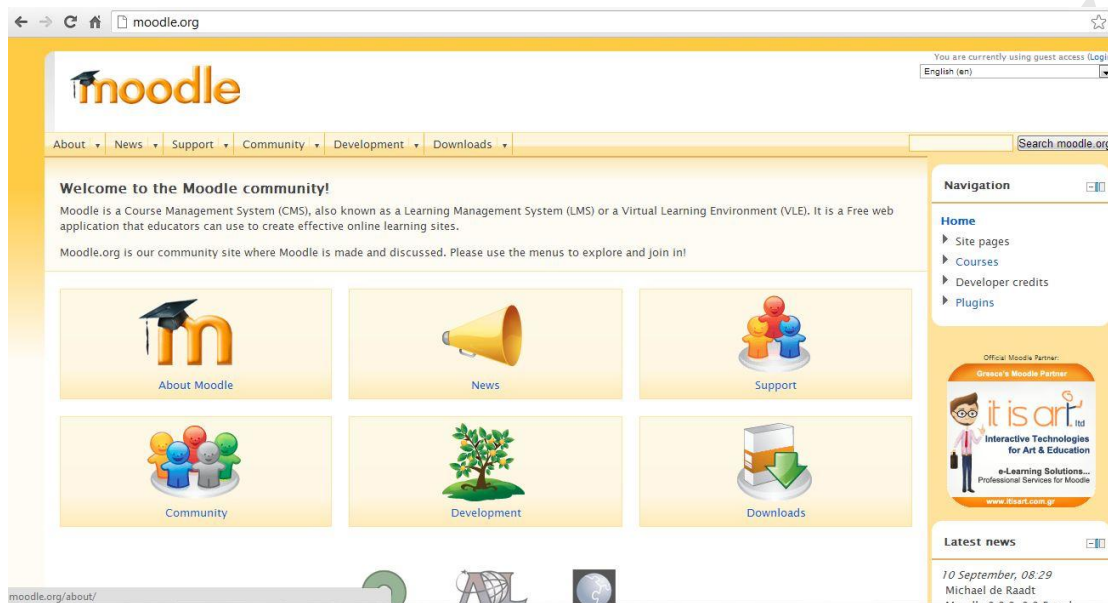 moodle.org
You are currently using guest access (Logi
English (en)
moodle
About News Support Community Development Downloads
Search moodle.org
Welcome to the Moodle community!
Moodle is a Course Management System (CMS), also known as a Learning Management System (LMS) or a Virtual Learning Environment (VLE). It is a Free web
application that educators can use to create effective online learning sites.
Moodle.org is our community site where Moodle is made and discussed. Please use the menus to explore and join in!
m
About Moodle
News
Support
Community
Development
Downloads
Navigation
Home
Site pages
Courses
Developer credits
Plugins
Official Moodle Partner:
Greece's Moodle Partner
it is art ltd
Interactive Technologies
for Art & Education
e-Learning Solutions...
Professional Services for Moodle
www.itisart.com.gr
Latest news
10 September, 08:29
Michael de Raadt
moodle.org/about/